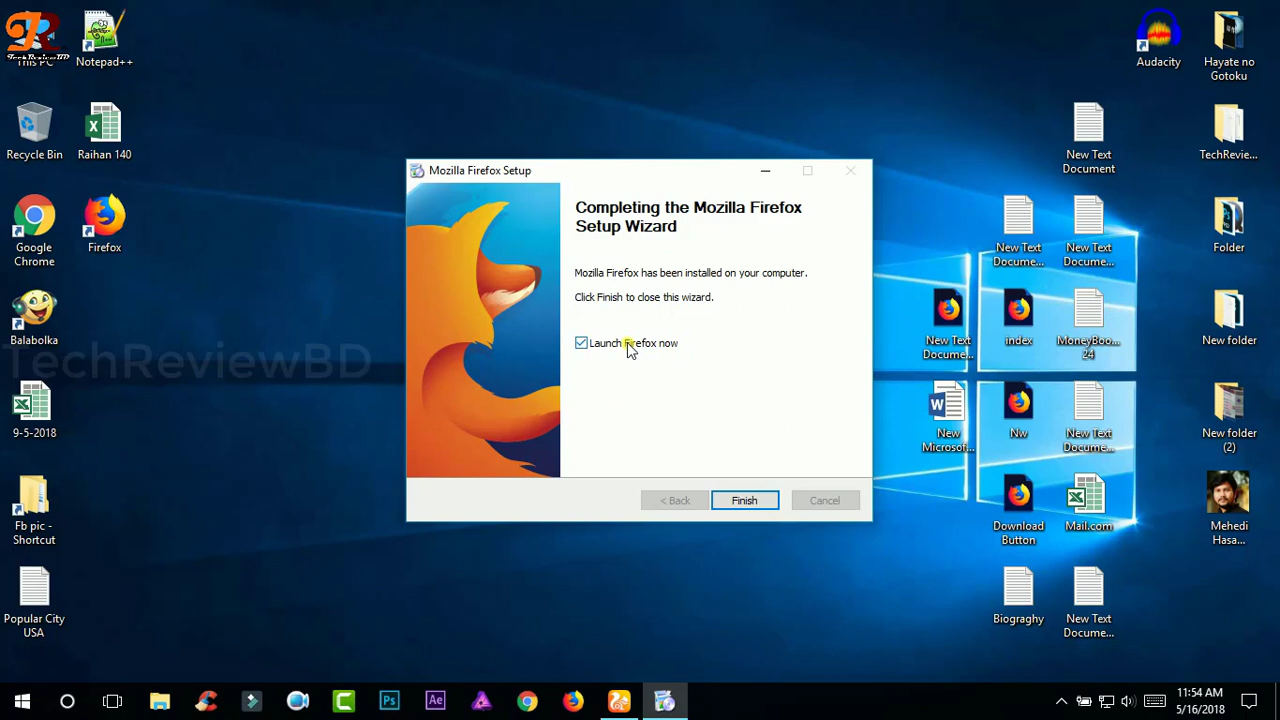 TechReviewBD
This PC
Notepad++
Recycle Bin
Raihan 140
Google
Chrome
Firefox
Balabolka
TechReviewBD
9-5-2018
Fb pic -
Shortcut
Popular City
USA
Mozilla Firefox Setup
Completing the Mozilla Firefox
Setup Wizard
Mozilla Firefox has been installed on your computer.
Click Finish to close this wizard.
Launch Firefox now
< Back
Finish
Cancel
Audacity
Hayate no
Gotoku
New Text
Document
TechRevie...
New Text
Docume...
New Text
Docume...
Folder
New Text
Docume...
index
MoneyBoo...
24
New folder
New
Microsof...
Nw
New Text
Docume...
New folder
(2)
Download
Button
Mail.com
Mehedi
Hasa...
Biograghy
New Text
Docume...
Ps
Ae
11:54 AM
5/16/2018